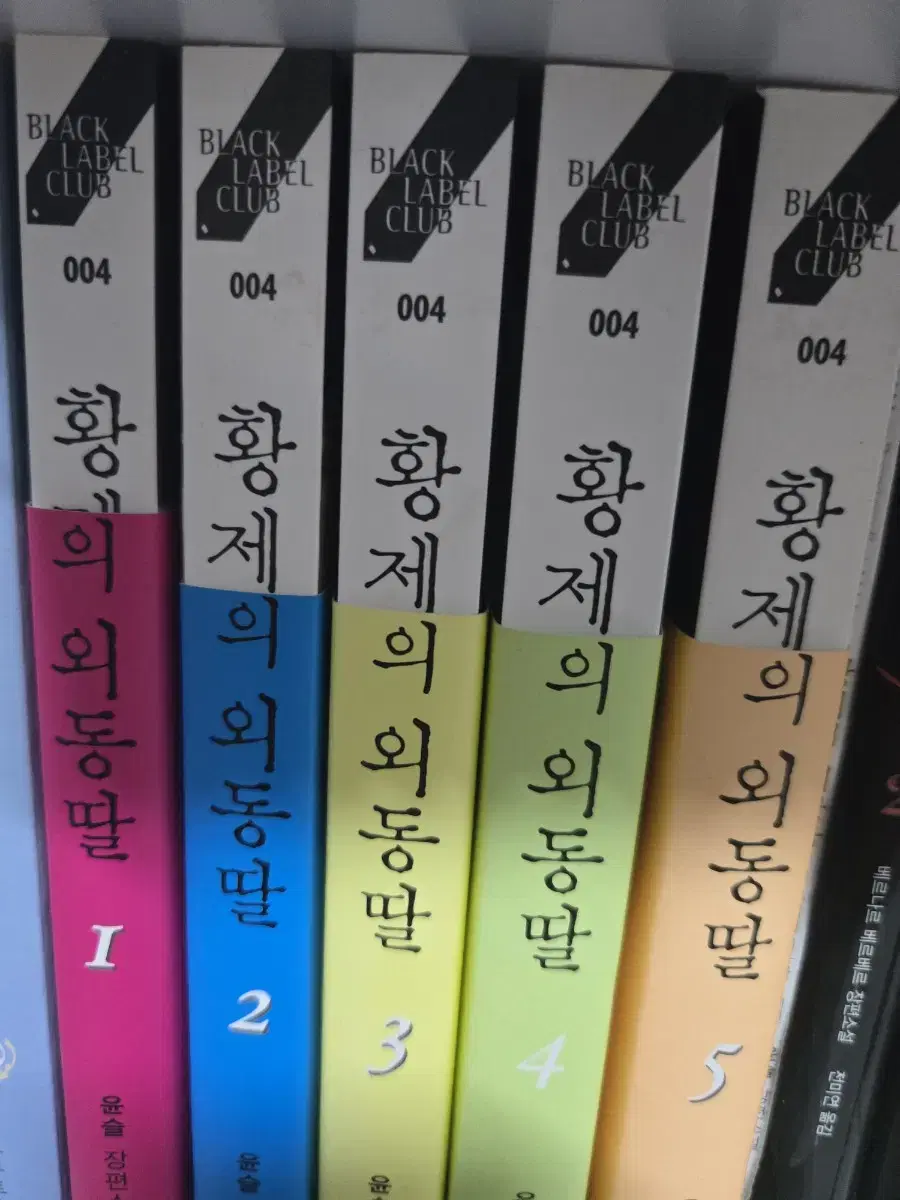 BLACK
LABEL
CLUB
004
황제의 외동딸
1
윤슬 장편
BLACK
LABEL
CLUB
004
황제의 외동딸
2
윤슬
BLACK
LABEL
CLUB
004
황제의 외동딸
3
BLACK
LABEL
CLUB
004
황제의 외동딸
4
BLACK
LABEL
CLUB
004
황제의 외동딸
5
베르나르 베르베르 장편소설 전미연 옮김